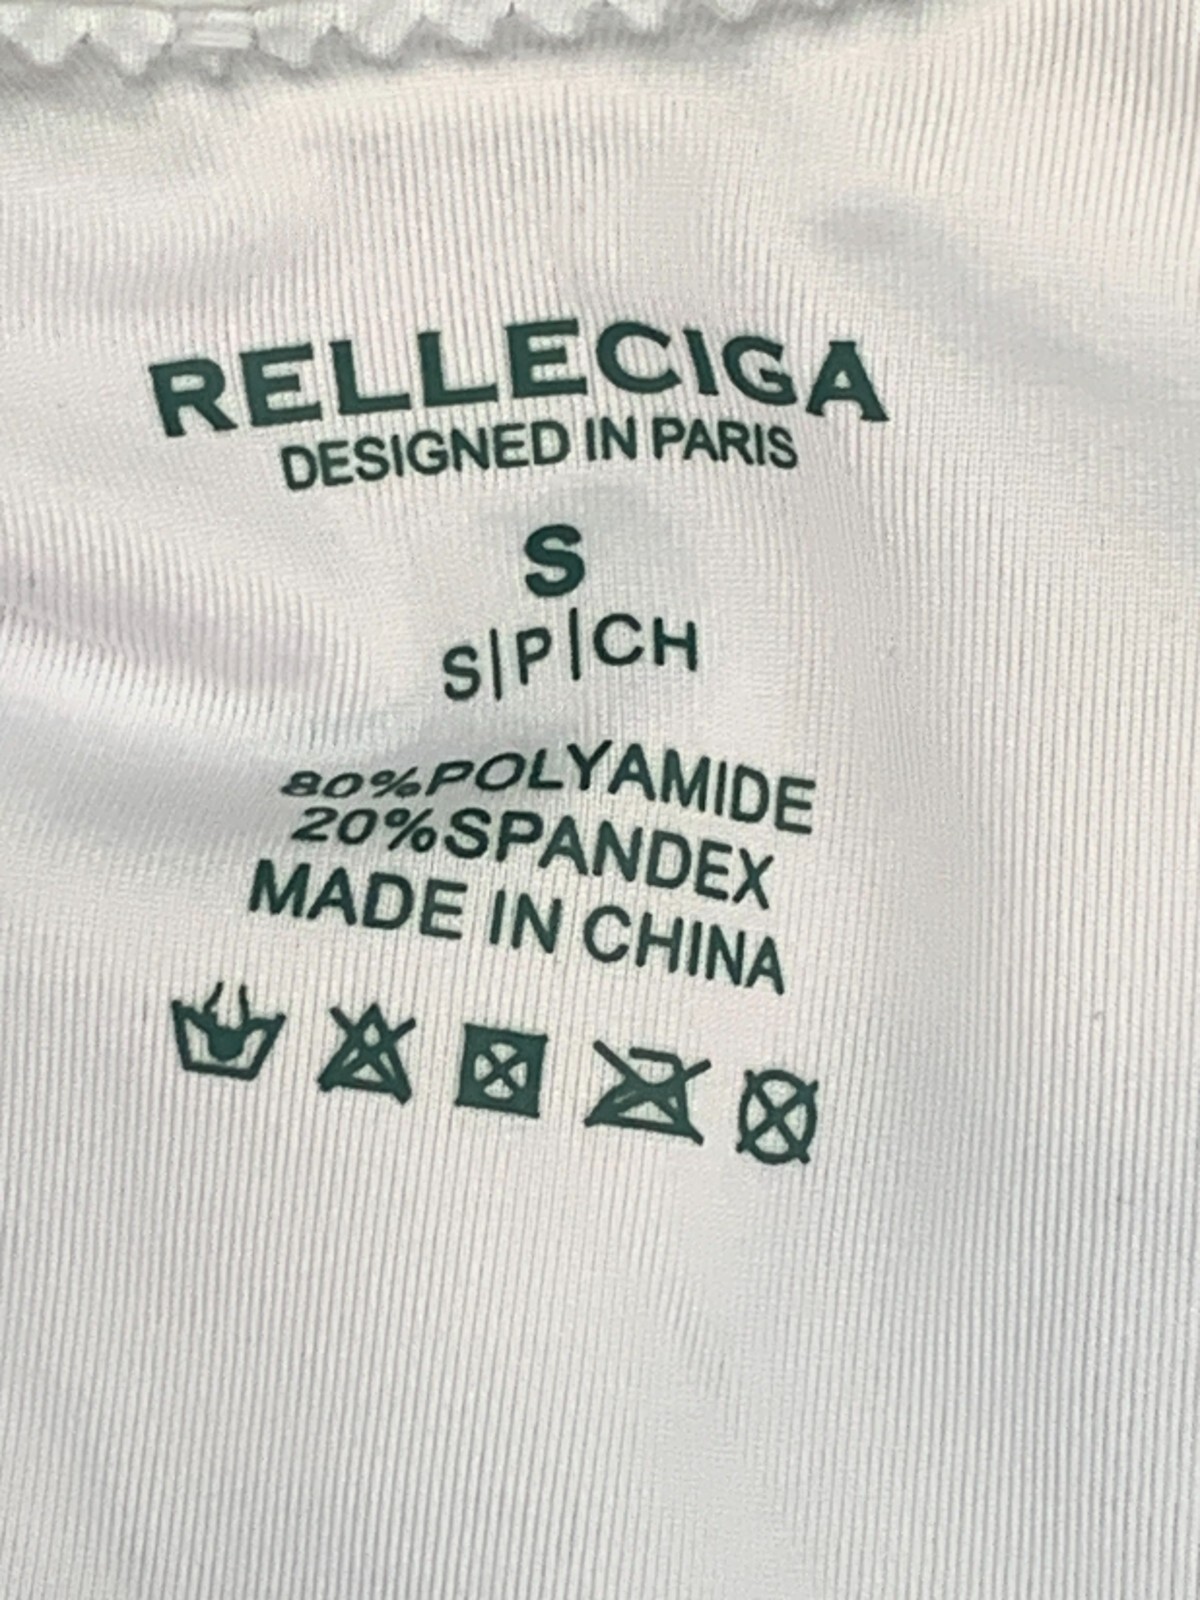 RELLECIGA
DESIGNED IN PARIS
S
S|P|CH
80%POLYAMIDE
20%SPANDEX
MADE IN CHINA